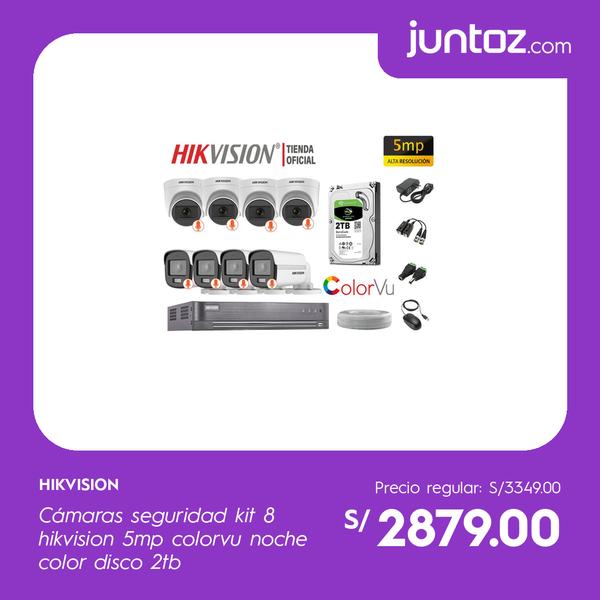 juntoz.com
HIKVISION® TIENDA OFICIAL
5mp
ALTA RESOLUCIÓN
2TB
ColorVu
HIKVISION
Cámaras seguridad kit 8
hikvision 5mp colorvu noche
color disco 2tb
Precio regular: S/3349.00
S/ 2879.00